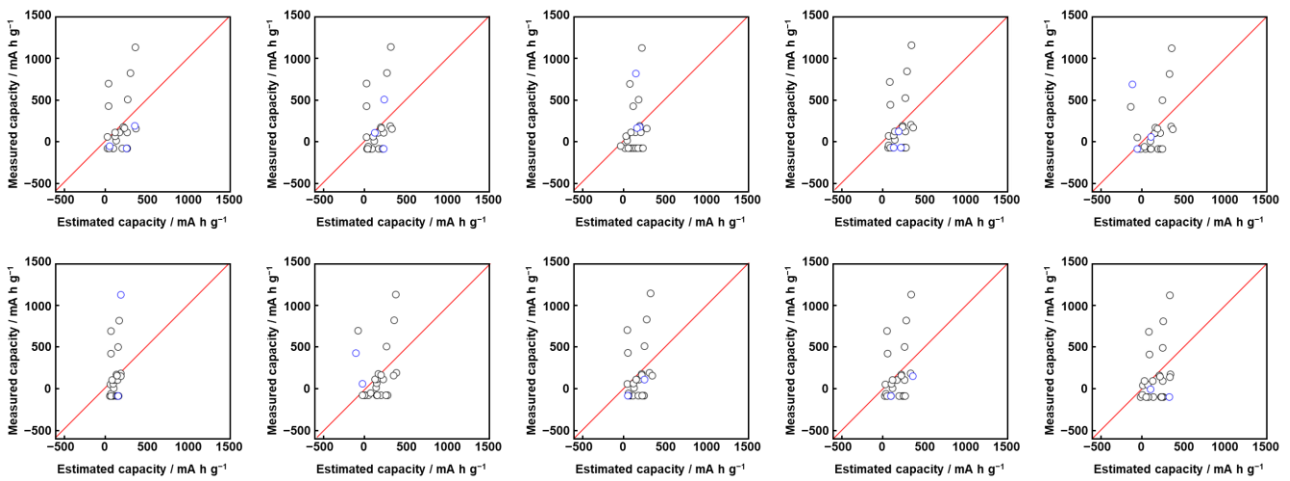 1500 1500 1500 1500 1500
1000 1000 1000 1000 1000
500 500 500 500 500
0 0 0 0 0
−500 −500 −500 −500 −500
Measured capacity / mA h g⁻¹ Measured capacity / mA h g⁻¹ Measured capacity / mA h g⁻¹ Measured capacity / mA h g⁻¹ Measured capacity / mA h g⁻¹
−500 0 500 1000 1500 −500 0 500 1000 1500 −500 0 500 1000 1500 −500 0 500 1000 1500 −500 0 500 1000 1500
Estimated capacity / mA h g⁻¹ Estimated capacity / mA h g⁻¹ Estimated capacity / mA h g⁻¹ Estimated capacity / mA h g⁻¹ Estimated capacity / mA h g⁻¹
1500 1500 1500 1500 1500
1000 1000 1000 1000 1000
500 500 500 500 500
0 0 0 0 0
−500 −500 −500 −500 −500
Measured capacity / mA h g⁻¹ Measured capacity / mA h g⁻¹ Measured capacity / mA h g⁻¹ Measured capacity / mA h g⁻¹ Measured capacity / mA h g⁻¹
−500 0 500 1000 1500 −500 0 500 1000 1500 −500 0 500 1000 1500 −500 0 500 1000 1500 −500 0 500 1000 1500
Estimated capacity / mA h g⁻¹ Estimated capacity / mA h g⁻¹ Estimated capacity / mA h g⁻¹ Estimated capacity / mA h g⁻¹ Estimated capacity / mA h g⁻¹